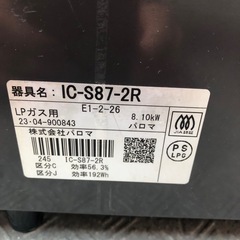 器具名：IC-S87-2R
LPガス用
E1-2-26
8.10kW
23·04-900843
パロマ
株式会社パロマ
245 IC-S87-2R
区分C 効率56.3%
区分J 効率192Wh
PS
LPG